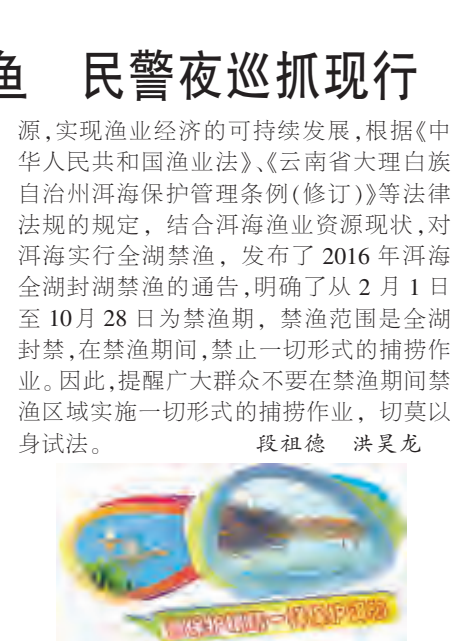 鱼 民警夜巡抓现行
源,实现渔业经济的可持续发展,根据《中
华人民共和国渔业法》、《云南省大理白族
自治州洱海保护管理条例(修订)》等法律
法规的规定，结合洱海渔业资源现状,对
洱海实行全湖禁渔，发布了 2016 年洱海
全湖封湖禁渔的通告,明确了从 2 月 1 日
至 10月 28 日为禁渔期，禁渔范围是全湖
封禁,在禁渔期间,禁止一切形式的捕捞作
业。因此,提醒广大群众不要在禁渔期间禁
渔区域实施一切形式的捕捞作业，切莫以
身试法。 段祖德 洪昊龙